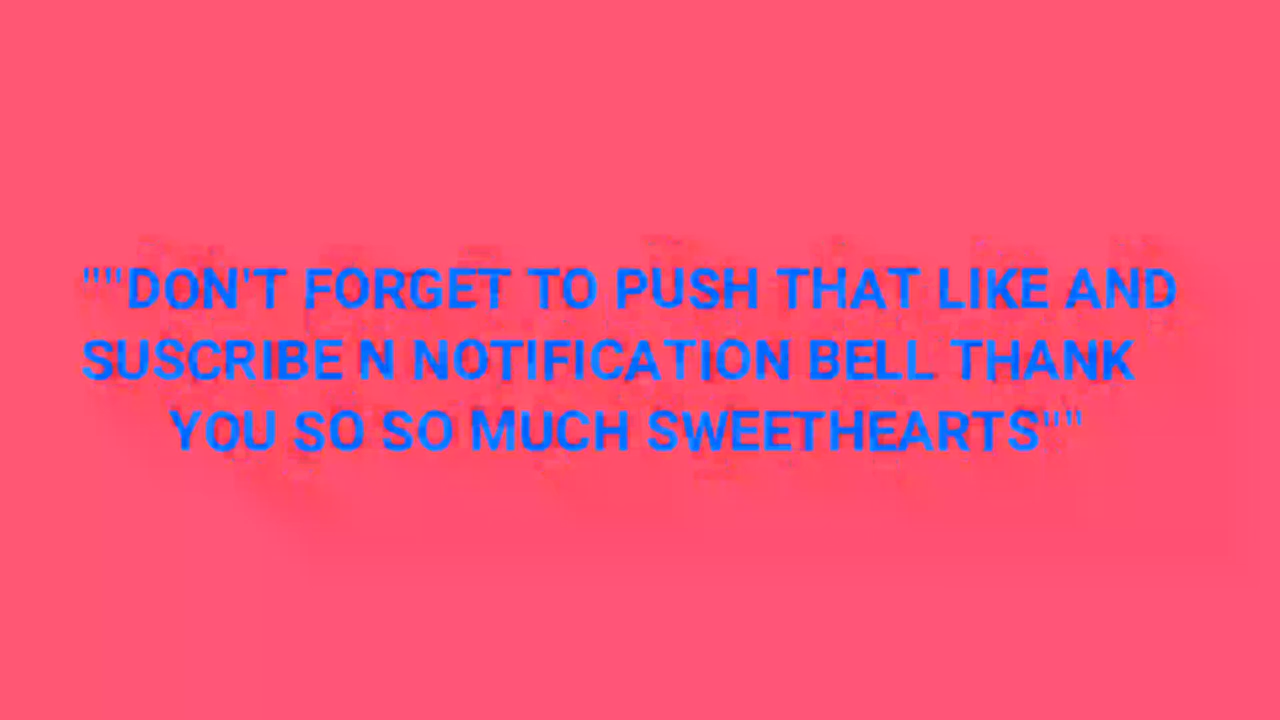 ""DON'T FORGET TO PUSH THAT LIKE AND
SUSCRIBE N NOTIFICATION BELL THANK
YOU SO SO MUCH SWEETHEARTS""